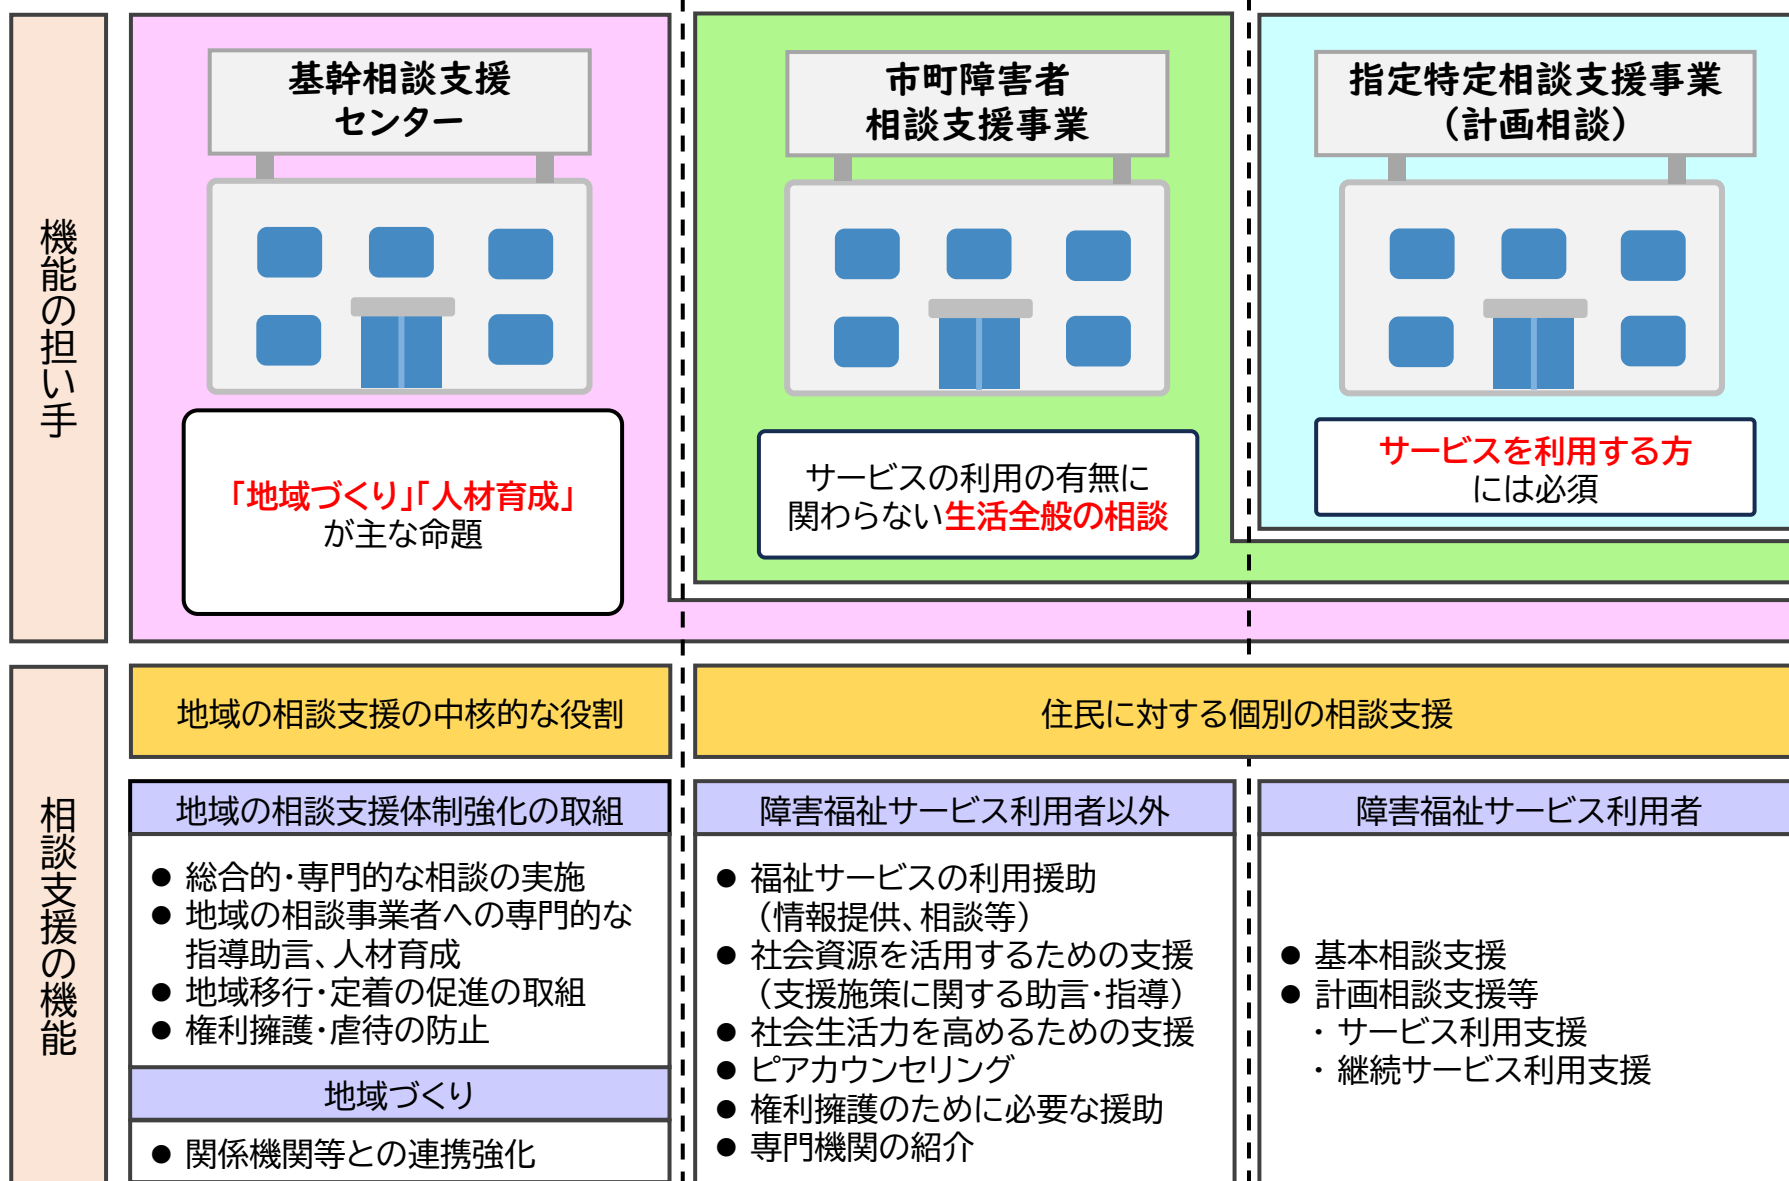 機能の担い手
基幹相談支援
センター
「地域づくり」「人材育成」
が主な命題
市町障害者
相談支援事業
サービスの利用の有無に
関わらない生活全般の相談
指定特定相談支援事業
（計画相談）
サービスを利用する方
には必須
相談支援の機能
地域の相談支援の中核的な役割
住民に対する個別の相談支援
地域の相談支援体制強化の取組
● 総合的・専門的な相談の実施
● 地域の相談事業者への専門的な
指導助言、人材育成
● 地域移行・定着の促進の取組
● 権利擁護・虐待の防止
地域づくり
● 関係機関等との連携強化
障害福祉サービス利用者以外
● 福祉サービスの利用援助
（情報提供、相談等）
● 社会資源を活用するための支援
（支援施策に関する助言・指導）
● 社会生活力を高めるための支援
● ピアカウンセリング
● 権利擁護のために必要な援助
● 専門機関の紹介
障害福祉サービス利用者
● 基本相談支援
● 計画相談支援等
・サービス利用支援
・継続サービス利用支援